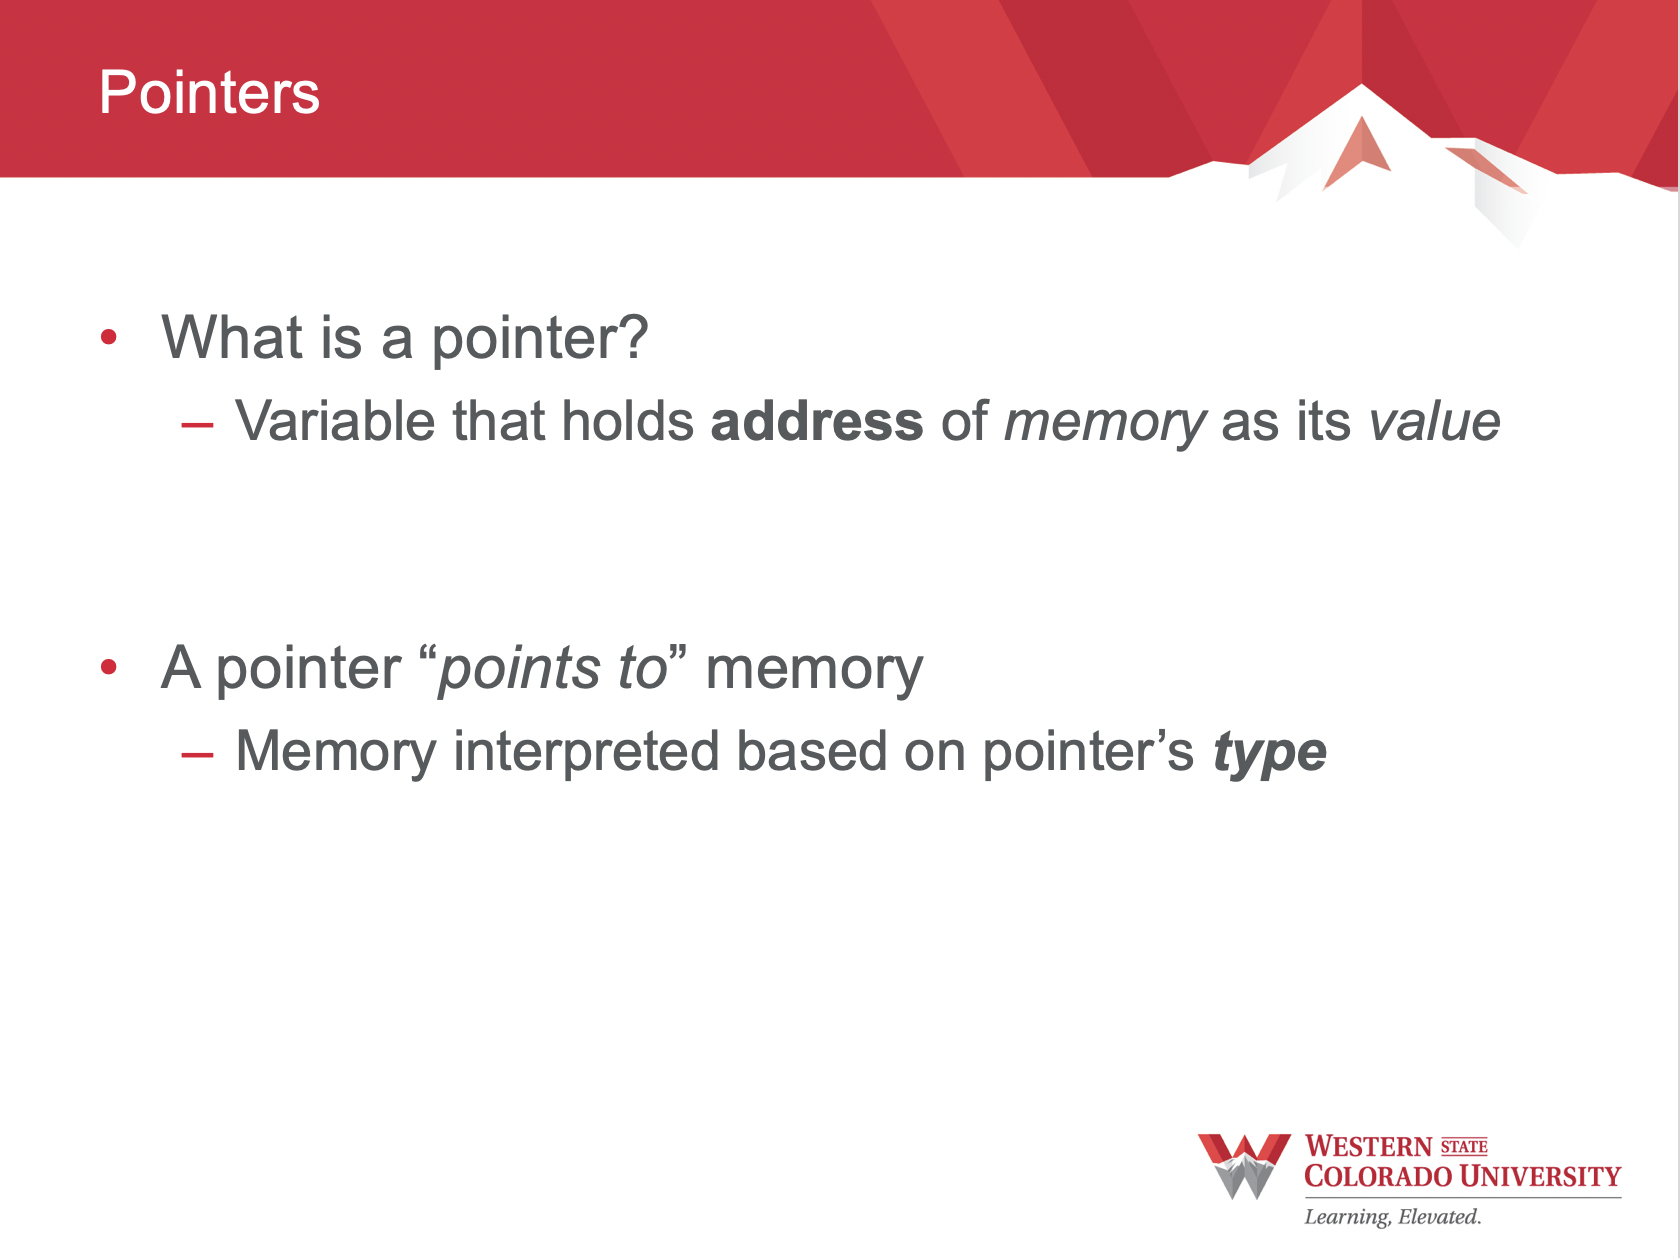 Pointers
• What is a pointer?
– Variable that holds address of memory as its value
• A pointer “points to” memory
– Memory interpreted based on pointer’s type
WESTERN STATE
COLORADO UNIVERSITY
Learning, Elevated.